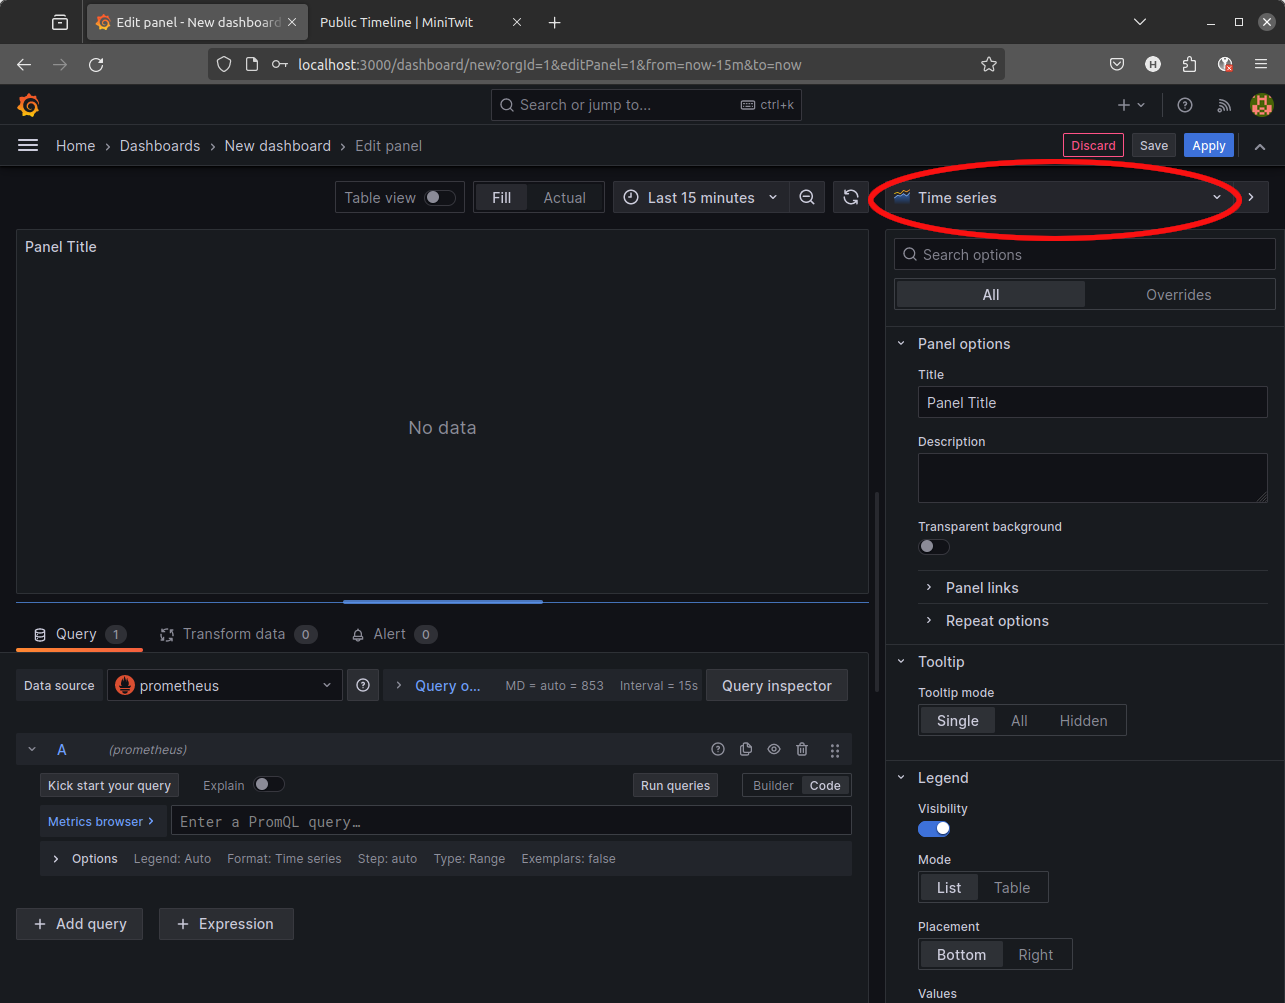 Edit panel - New dashboard
Public Timeline | MiniTwit
localhost:3000/dashboard/new?orgId=1&editPanel=1&from=now-15m&to=now
H
Search or jump to...
ctrl+k
Home › Dashboards › New dashboard › Edit panel
Discard
Save
Apply
Table view
Fill
Actual
Last 15 minutes
Time series
Panel Title
No data
Search options
All
Overrides
Panel options
Title
Panel Title
Description
Transparent background
Panel links
Repeat options
Tooltip
Tooltip mode
Single
All
Hidden
Legend
Visibility
Mode
List
Table
Placement
Bottom
Right
Values
Query 1
Transform data 0
Alert 0
Data source
prometheus
Query o...
MD = auto = 853
Interval = 15s
Query inspector
A
(prometheus)
Kick start your query
Explain
Run queries
Builder
Code
Metrics browser >
Enter a PromQL query…
Options
Legend: Auto
Format: Time series
Step: auto
Type: Range
Exemplars: false
+ Add query
+ Expression